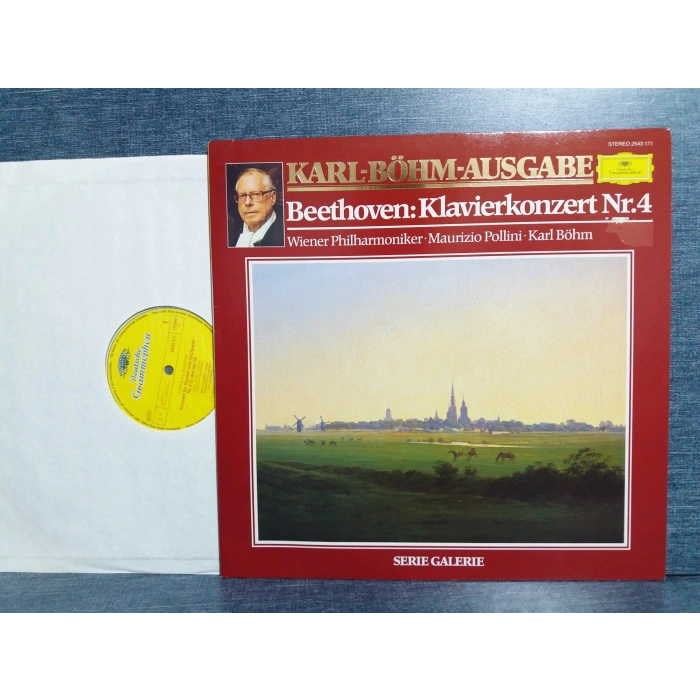 STEREO 2543 171
KARL-BÖHM-AUSGABE
Beethoven: Klavierkonzert Nr. 4
Wiener Philharmoniker · Maurizio Pollini · Karl Böhm
SERIE GALERIE
Deutsche
Grammophon